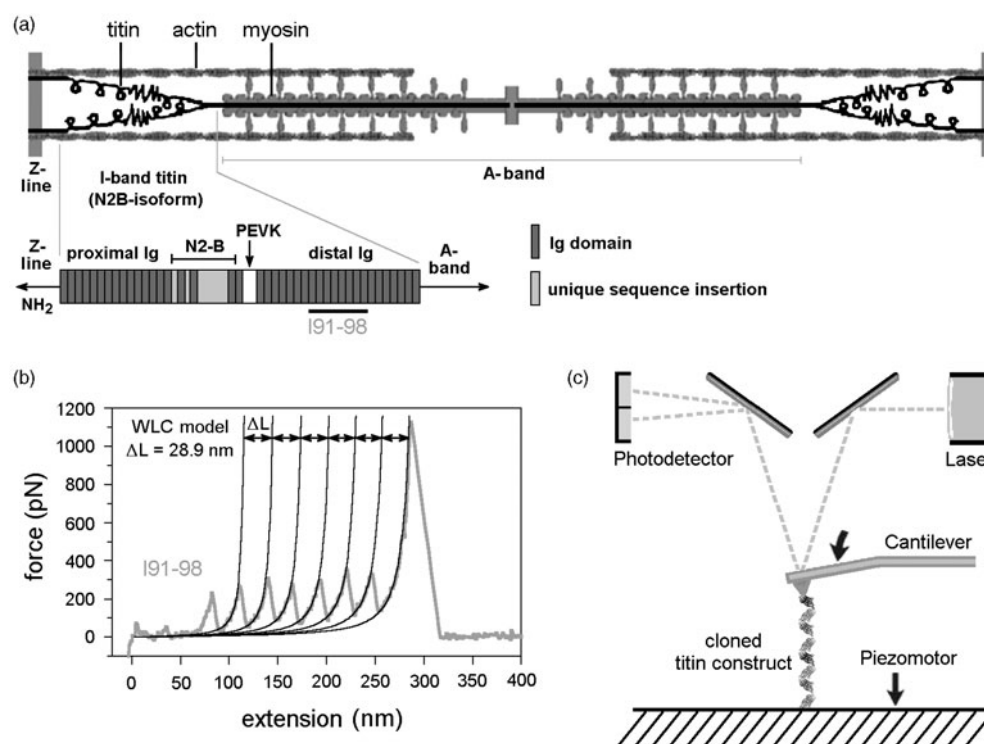 (a)
titin actin myosin
Z-
line
I-band titin
(N2B-isoform)
A-band
Z-
line
NH2
proximal Ig
N2-B
PEVK
distal Ig
A-
band
I91-98
Ig domain
unique sequence insertion
(b)
1200
1000
800
600
400
200
0
force (pN)
WLC model
ΔL = 28.9 nm
ΔL
I91-98
0 50 100 150 200 250 300 350 400
extension (nm)
(c)
Photodetector
Lase
Cantilever
cloned
titin construct
Piezomotor